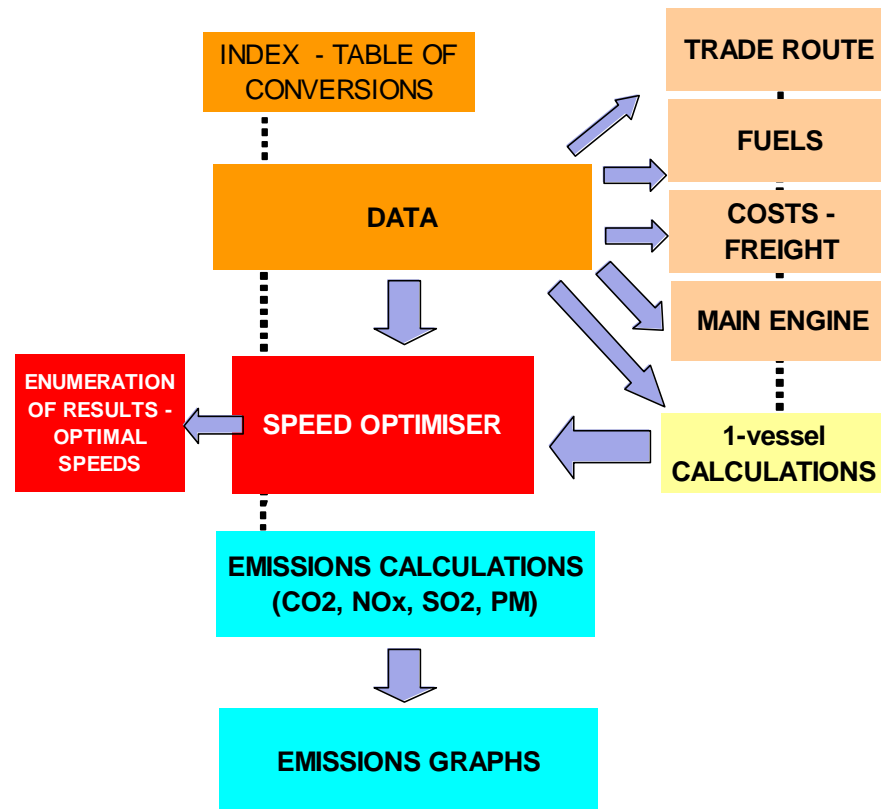 INDEX - TABLE OF
CONVERSIONS
TRADE ROUTE
FUELS
DATA
COSTS -
FREIGHT
MAIN ENGINE
ENUMERATION
OF RESULTS -
OPTIMAL
SPEEDS
SPEED OPTIMISER
1-vessel
CALCULATIONS
EMISSIONS CALCULATIONS
(CO2, NOx, SO2, PM)
EMISSIONS GRAPHS